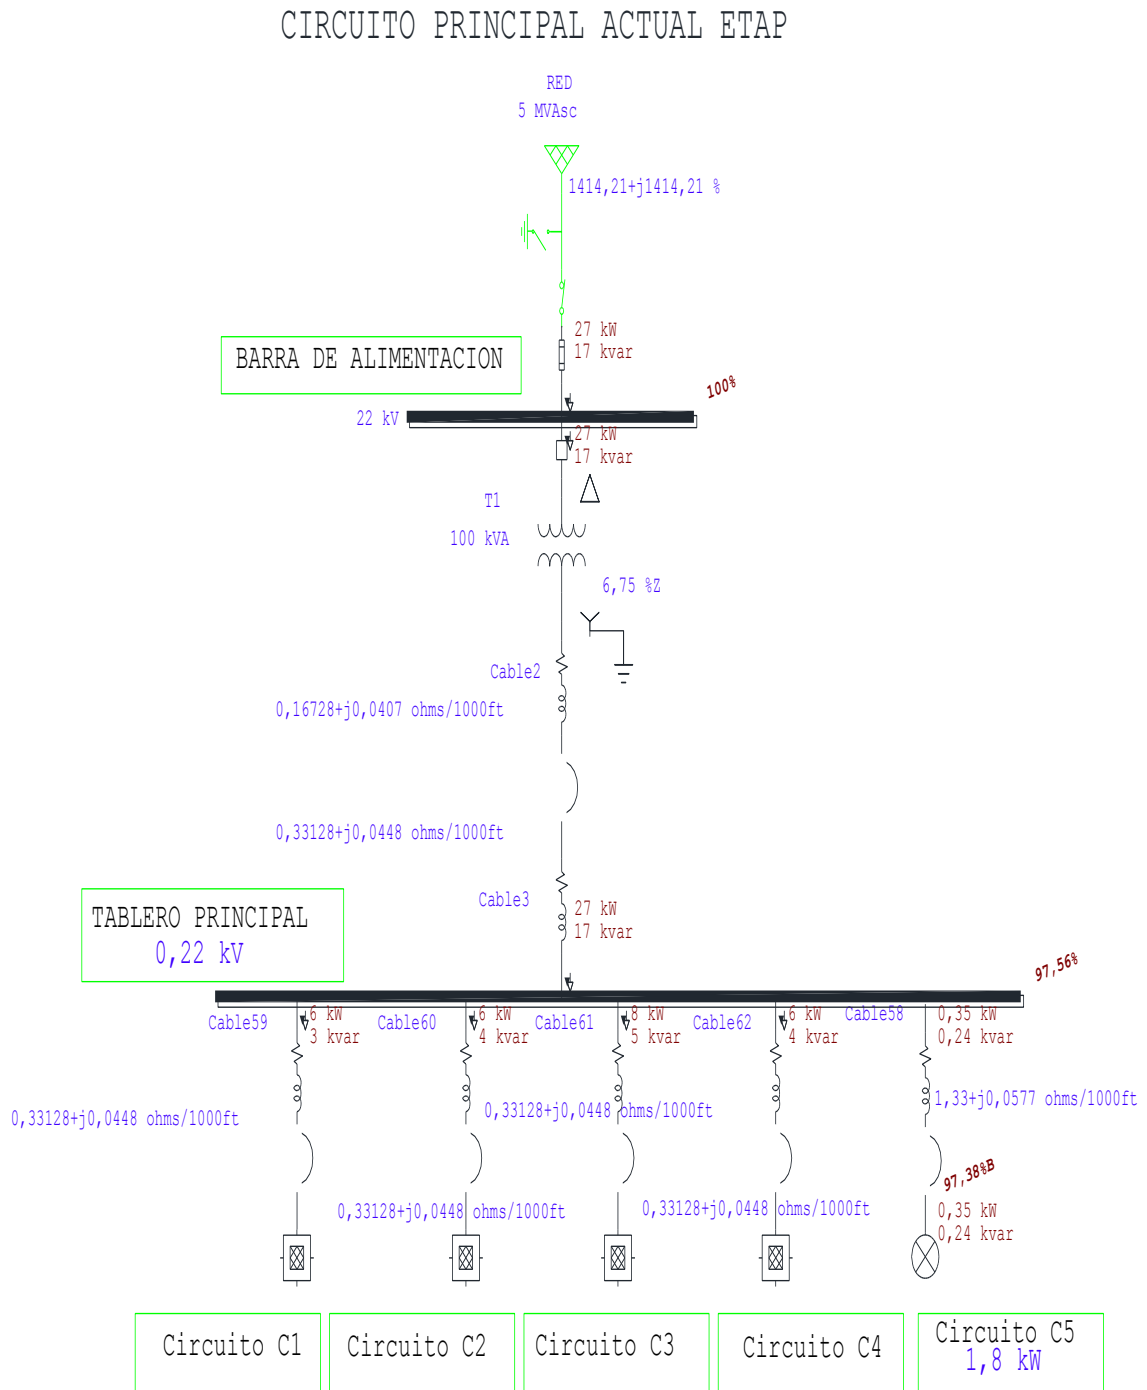 CIRCUITO PRINCIPAL ACTUAL ETAP
RED
5 MVAsc
1414,21+j1414,21 %
27 kW
17 kvar
BARRA DE ALIMENTACION
100%
22 kV
27 kW
17 kvar
T1
100 kVA
6,75 %Z
Cable2
0,16728+j0,0407 ohms/1000ft
0,33128+j0,0448 ohms/1000ft
Cable3
27 kW
17 kvar
TABLERO PRINCIPAL
0,22 kV
97,56%
Cable59
6 kW
3 kvar
Cable60
6 kW
4 kvar
Cable61
8 kW
5 kvar
Cable62
6 kW
4 kvar
Cable58
0,35 kW
0,24 kvar
0,33128+j0,0448 ohms/1000ft
0,33128+j0,0448 ohms/1000ft
1,33+j0,0577 ohms/1000ft
97,38%B
0,33128+j0,0448 ohms/1000ft
0,33128+j0,0448 ohms/1000ft
0,35 kW
0,24 kvar
Circuito C1
Circuito C2
Circuito C3
Circuito C4
Circuito C5
1,8 kW